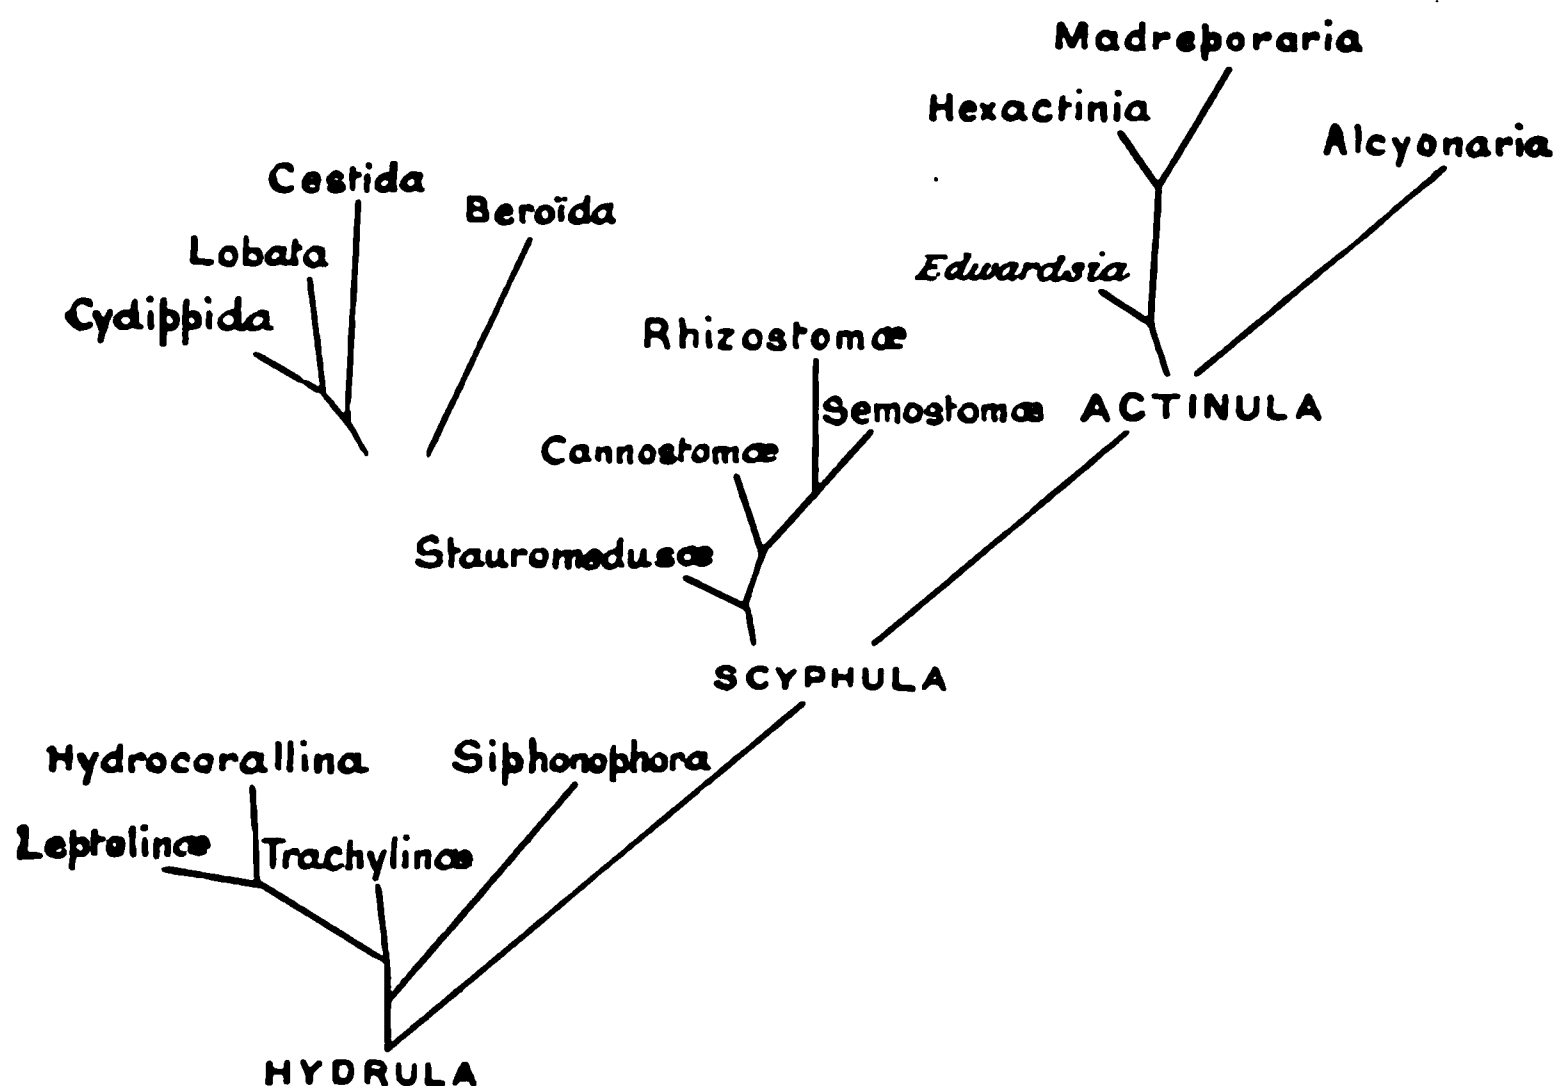 Madreporaria
Hexactinia
Alcyonaria
Cestida
Beroïda
Lobata
Edwardsia
Cydippida
Rhizostomæ
Semostomæ
ACTINULA
Cannostomæ
Stauromedusæ
SCYPHULA
Hydrocorallina
Siphonophora
Leptolinæ
Trachylinæ
HYDRULA